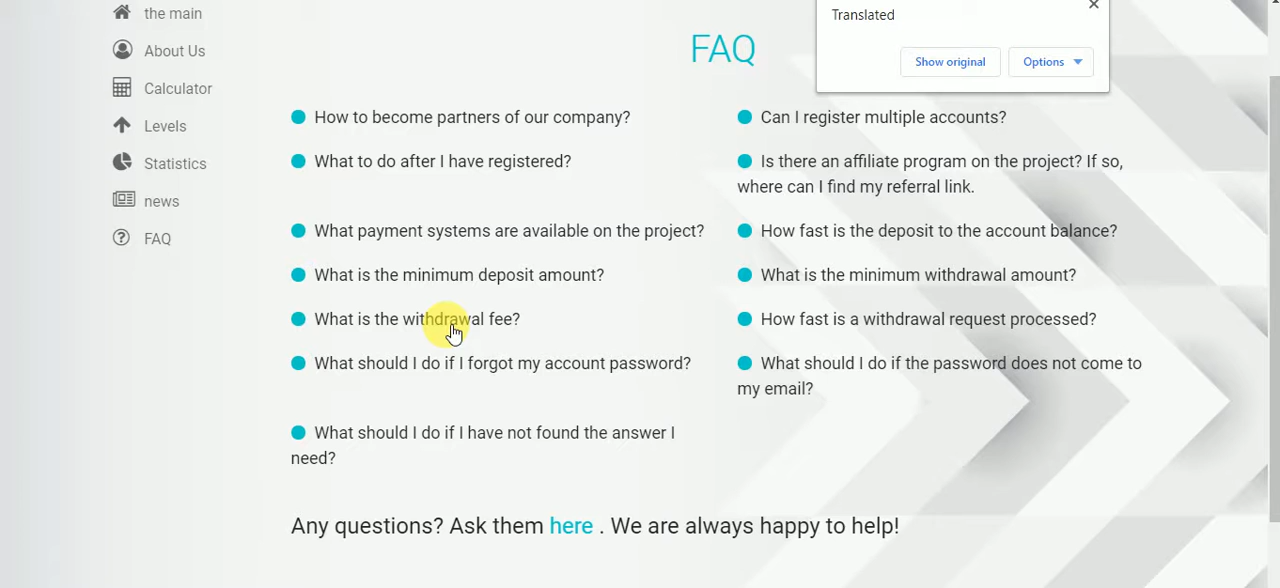 the main
About Us
Calculator
Levels
Statistics
news
FAQ
Translated
Show original
Options
FAQ
How to become partners of our company?
Can I register multiple accounts?
What to do after I have registered?
Is there an affiliate program on the project? If so,
where can I find my referral link.
What payment systems are available on the project?
How fast is the deposit to the account balance?
What is the minimum deposit amount?
What is the minimum withdrawal amount?
What is the withdrawal fee?
How fast is a withdrawal request processed?
What should I do if I forgot my account password?
What should I do if the password does not come to
my email?
What should I do if I have not found the answer I
need?
Any questions? Ask them here . We are always happy to help!